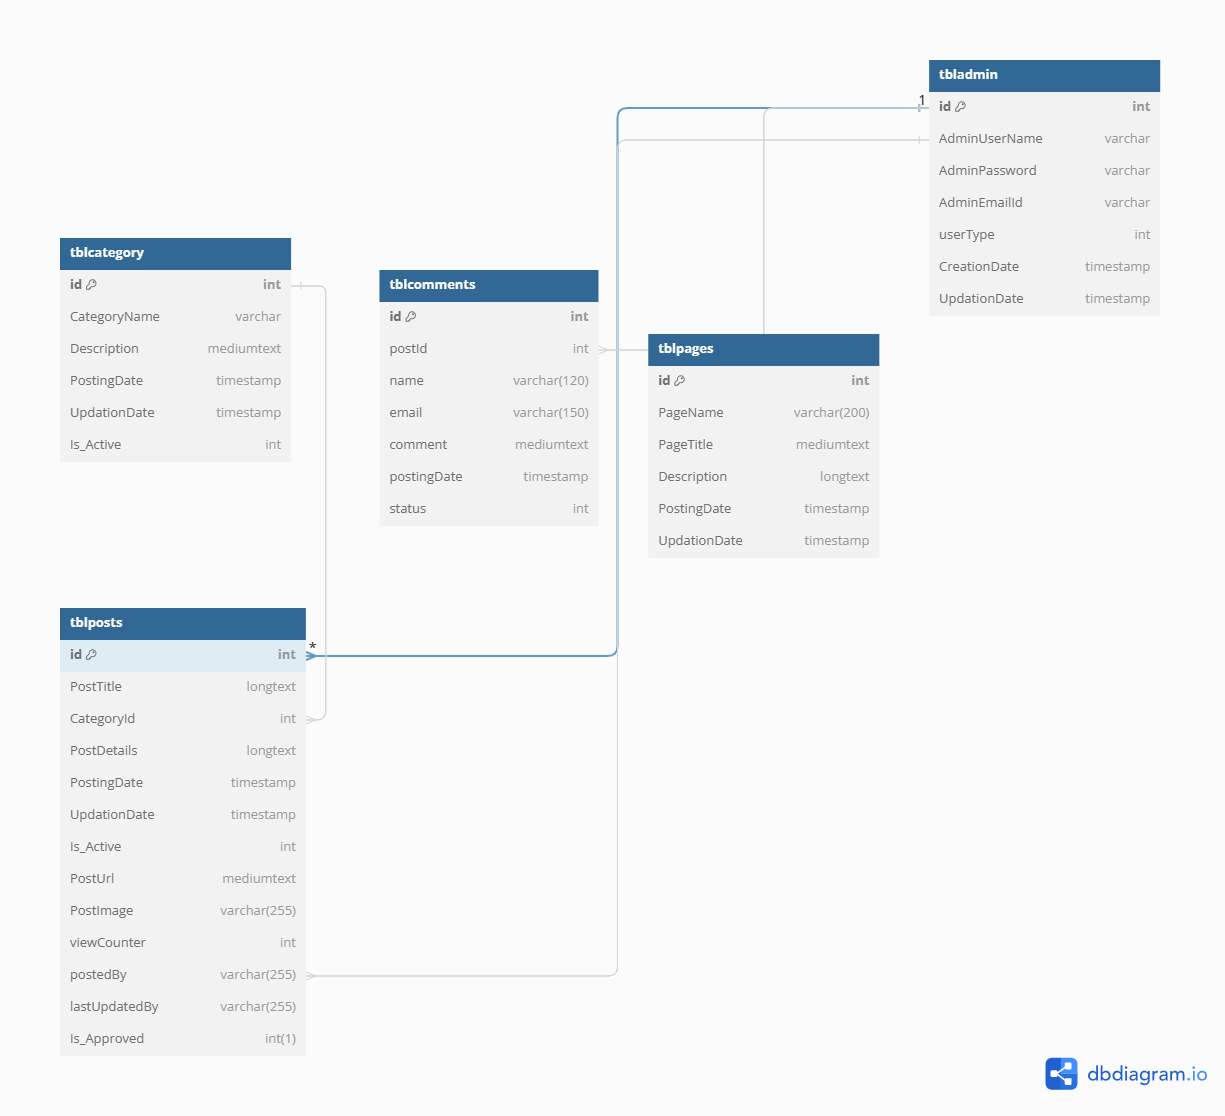 tbladmin
1
id int
AdminUserName varchar
AdminPassword varchar
AdminEmailId varchar
userType int
CreationDate timestamp
UpdationDate timestamp
tblcategory
id int
CategoryName varchar
Description mediumtext
PostingDate timestamp
UpdationDate timestamp
Is_Active int
tblcomments
id int
postId int
name varchar(120)
email varchar(150)
comment mediumtext
postingDate timestamp
status int
tblpages
id int
PageName varchar(200)
PageTitle mediumtext
Description longtext
PostingDate timestamp
UpdationDate timestamp
tblposts
*
id int
PostTitle longtext
CategoryId int
PostDetails longtext
PostingDate timestamp
UpdationDate timestamp
Is_Active int
PostUrl mediumtext
PostImage varchar(255)
viewCounter int
postedBy varchar(255)
lastUpdatedBy varchar(255)
Is_Approved int(1)
dbdiagram.io